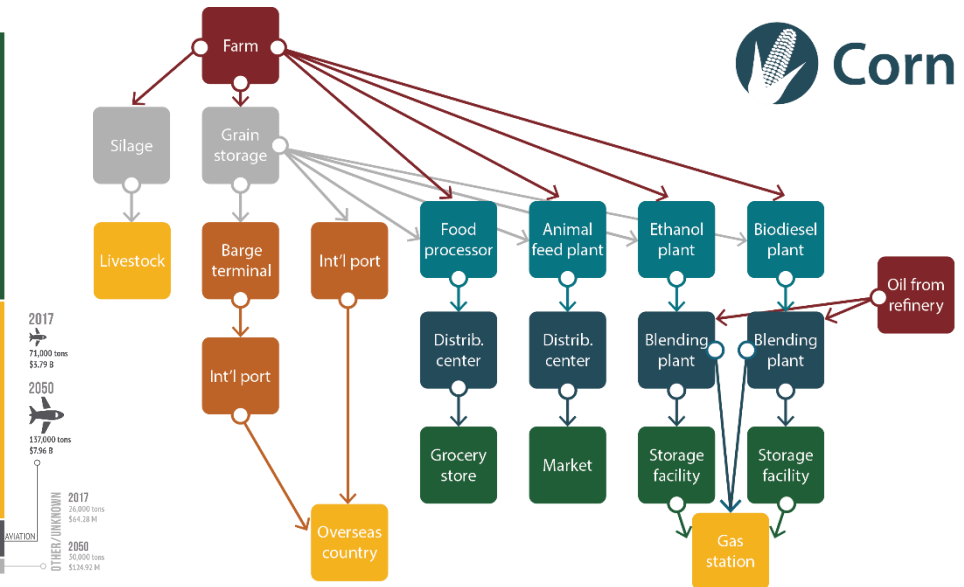 Corn
Farm
Silage
Grain
storage
Livestock
Barge
terminal
Int'l port
Food
processor
Animal
feed plant
Ethanol
plant
Biodiesel
plant
Oil from
refinery
Int'l port
Distrib.
center
Distrib.
center
Blending
plant
Blending
plant
Grocery
store
Market
Storage
facility
Storage
facility
Overseas
country
Gas
station
2017
71,000 tons
$3.79 B
2050
137,000 tons
$7.96 B
AVIATION
OTHER/UNKNOWN
2017
26,000 tons
$64.28 M
2050
30,000 tons
$124.92 M